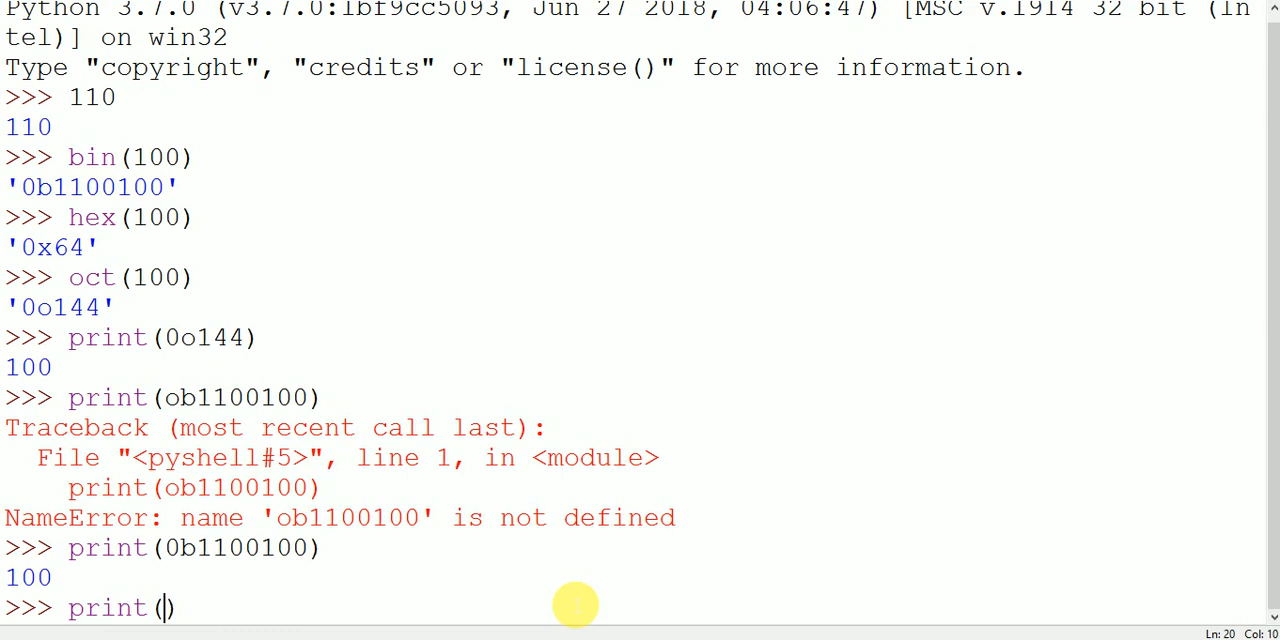 Python 3.7.0 (v3.7.0:1bf9cc5093, Jun 27 2018, 04:06:47) [MSC v.1914 32 bit (In
tel)] on win32
Type "copyright", "credits" or "license()" for more information.
>>> 110
110
>>> bin(100)
'0b1100100'
>>> hex(100)
'0x64'
>>> oct(100)
'0o144'
>>> print(0o144)
100
>>> print(ob1100100)
Traceback (most recent call last):
  File "<pyshell#5>", line 1, in <module>
    print(ob1100100)
NameError: name 'ob1100100' is not defined
>>> print(0b1100100)
100
>>> print()
Ln: 20 Col: 10